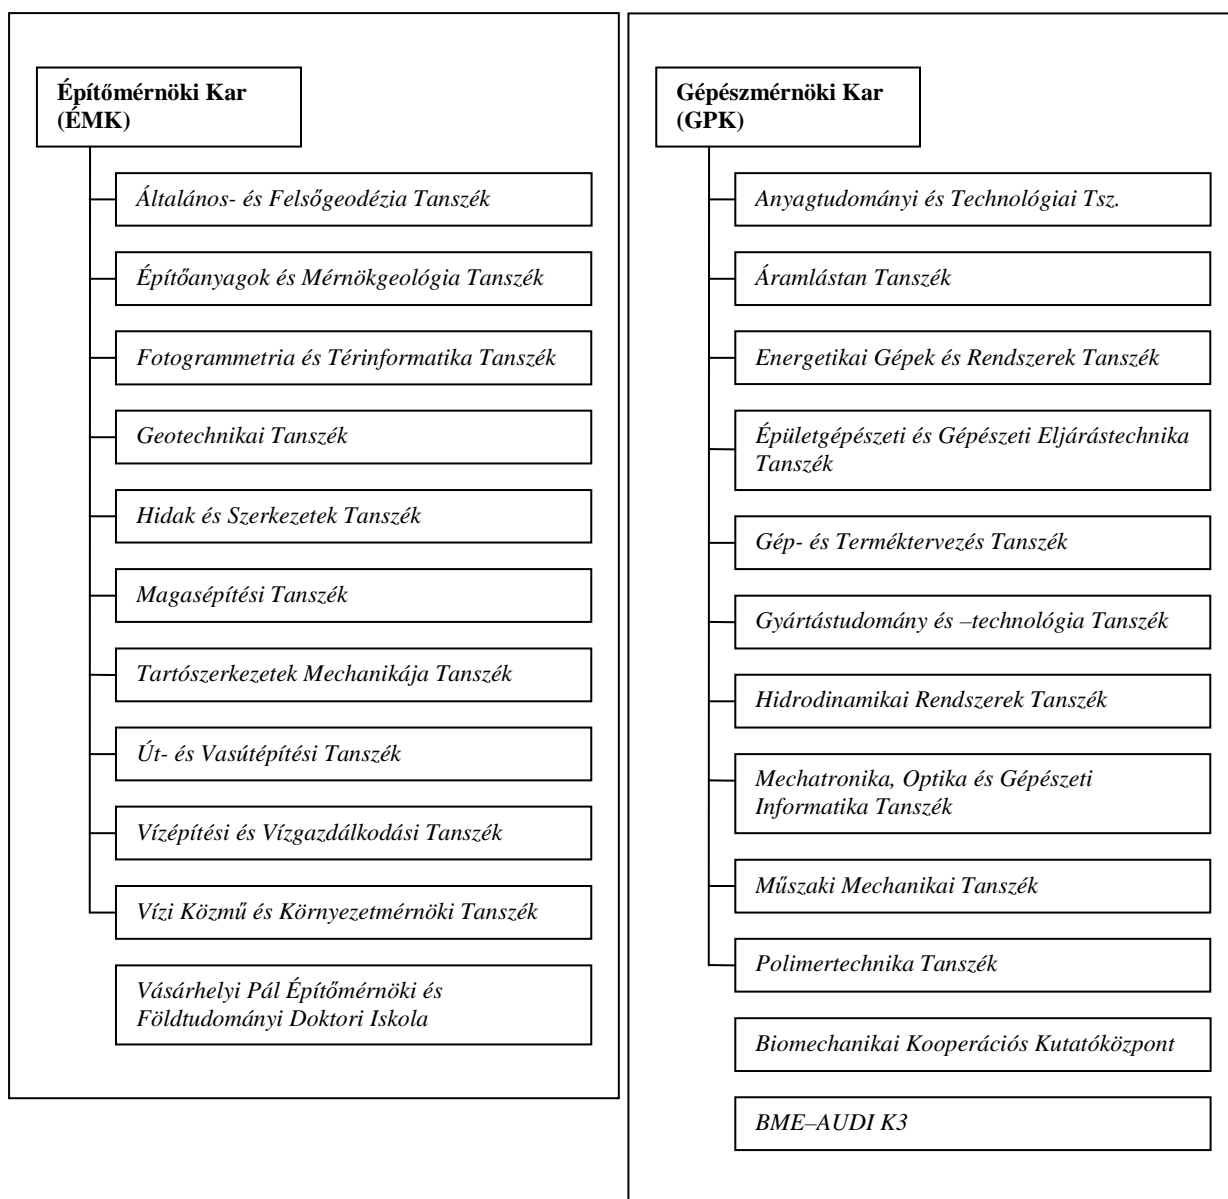 Építőmérnöki Kar
(ÉMK)
Általános- és Felsőgeodézia Tanszék
Építőanyagok és Mérnökgeológia Tanszék
Fotogrammetria és Térinformatika Tanszék
Geotechnikai Tanszék
Hidak és Szerkezetek Tanszék
Magasépítési Tanszék
Tartószerkezetek Mechanikája Tanszék
Út- és Vasútépítési Tanszék
Vízépítési és Vízgazdálkodási Tanszék
Vízi Közmű és Környezetmérnöki Tanszék
Vásárhelyi Pál Építőmérnöki és
Földtudományi Doktori Iskola
Gépészmérnöki Kar
(GPK)
Anyagtudományi és Technológiai Tsz.
Áramlástan Tanszék
Energetikai Gépek és Rendszerek Tanszék
Épületgépészeti és Gépészeti Eljárástechnika
Tanszék
Gép- és Terméktervezés Tanszék
Gyártástudomány és –technológia Tanszék
Hidrodinamikai Rendszerek Tanszék
Mechatronika, Optika és Gépészeti
Informatika Tanszék
Műszaki Mechanikai Tanszék
Polimertechnika Tanszék
Biomechanikai Kooperációs Kutatóközpont
BME–AUDI K3